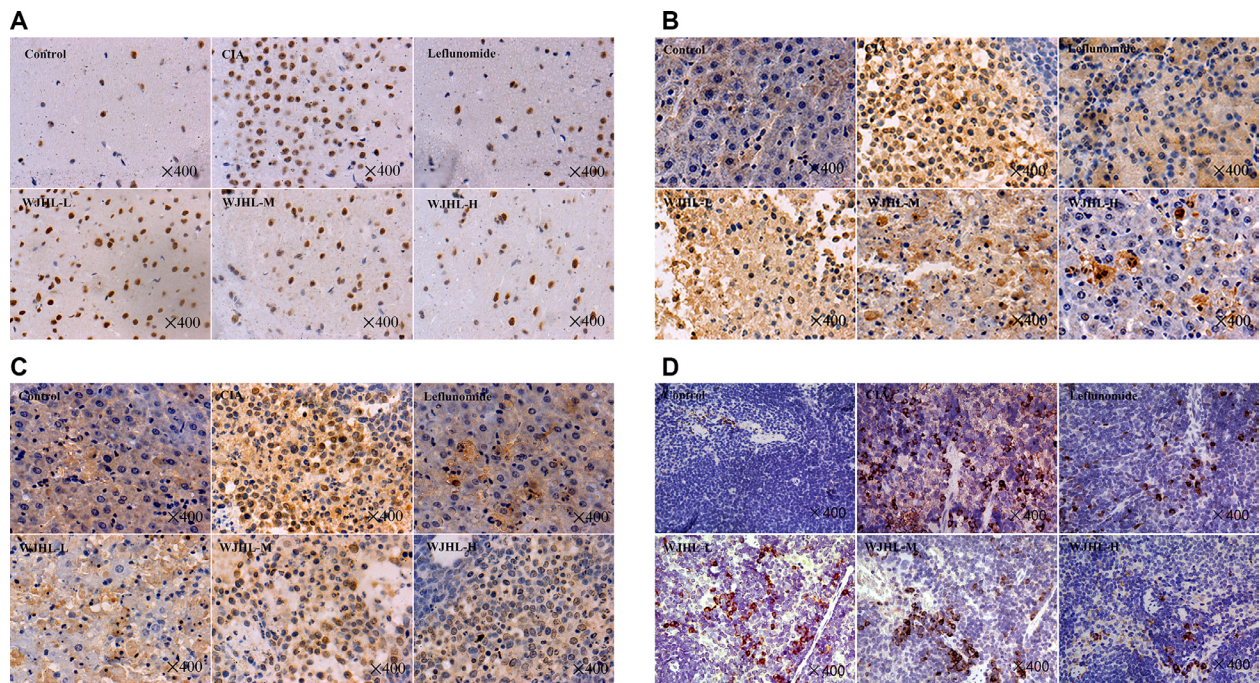 A
Control
CIA
Leflunomide
×400
×400
×400
WJHL-L
WJHL-M
WJHL-H
×400
×400
×400
B
Control
CIA
Leflunomide
×400
×400
×400
WJHL-L
WJHL-M
WJHL-H
×400
×400
×400
C
Control
CIA
Leflunomide
×400
×400
×400
WJHL-L
WJHL-M
WJHL-H
×400
×400
×400
D
Control
CIA
Leflunomide
×400
×400
×400
WJHL-L
WJHL-M
WJHL-H
×400
×400
×400